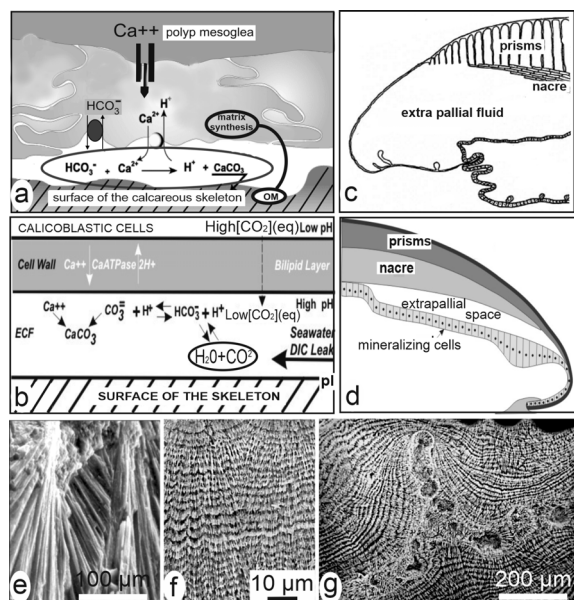 Ca++
polyp mesoglea
HCO₃⁻
H⁺
Ca²⁺
matrix
synthesis
HCO₃⁻ + Ca²⁺ ⟶ H⁺ + CaCO₃
surface of the calcareous skeleton
OM
a
prisms
nacre
extra pallial fluid
c
CALICOBLASTIC CELLS
High[CO2](eq) Low pH
Cell Wall
Ca++
CaATPase
2H+
Bilipid Layer
Ca++
CO₃⁼ + H⁺ ⇌ HCO₃⁻ + H⁺
High pH
Low[CO2](eq)
ECF
CaCO₃
Seawater
DIC Leak
H₂0+CO²
pl
b
SURFACE OF THE SKELETON
prisms
nacre
extrapallial
space
mineralizing cells
d
e
100 µm
f
10 µm
g
200 µm